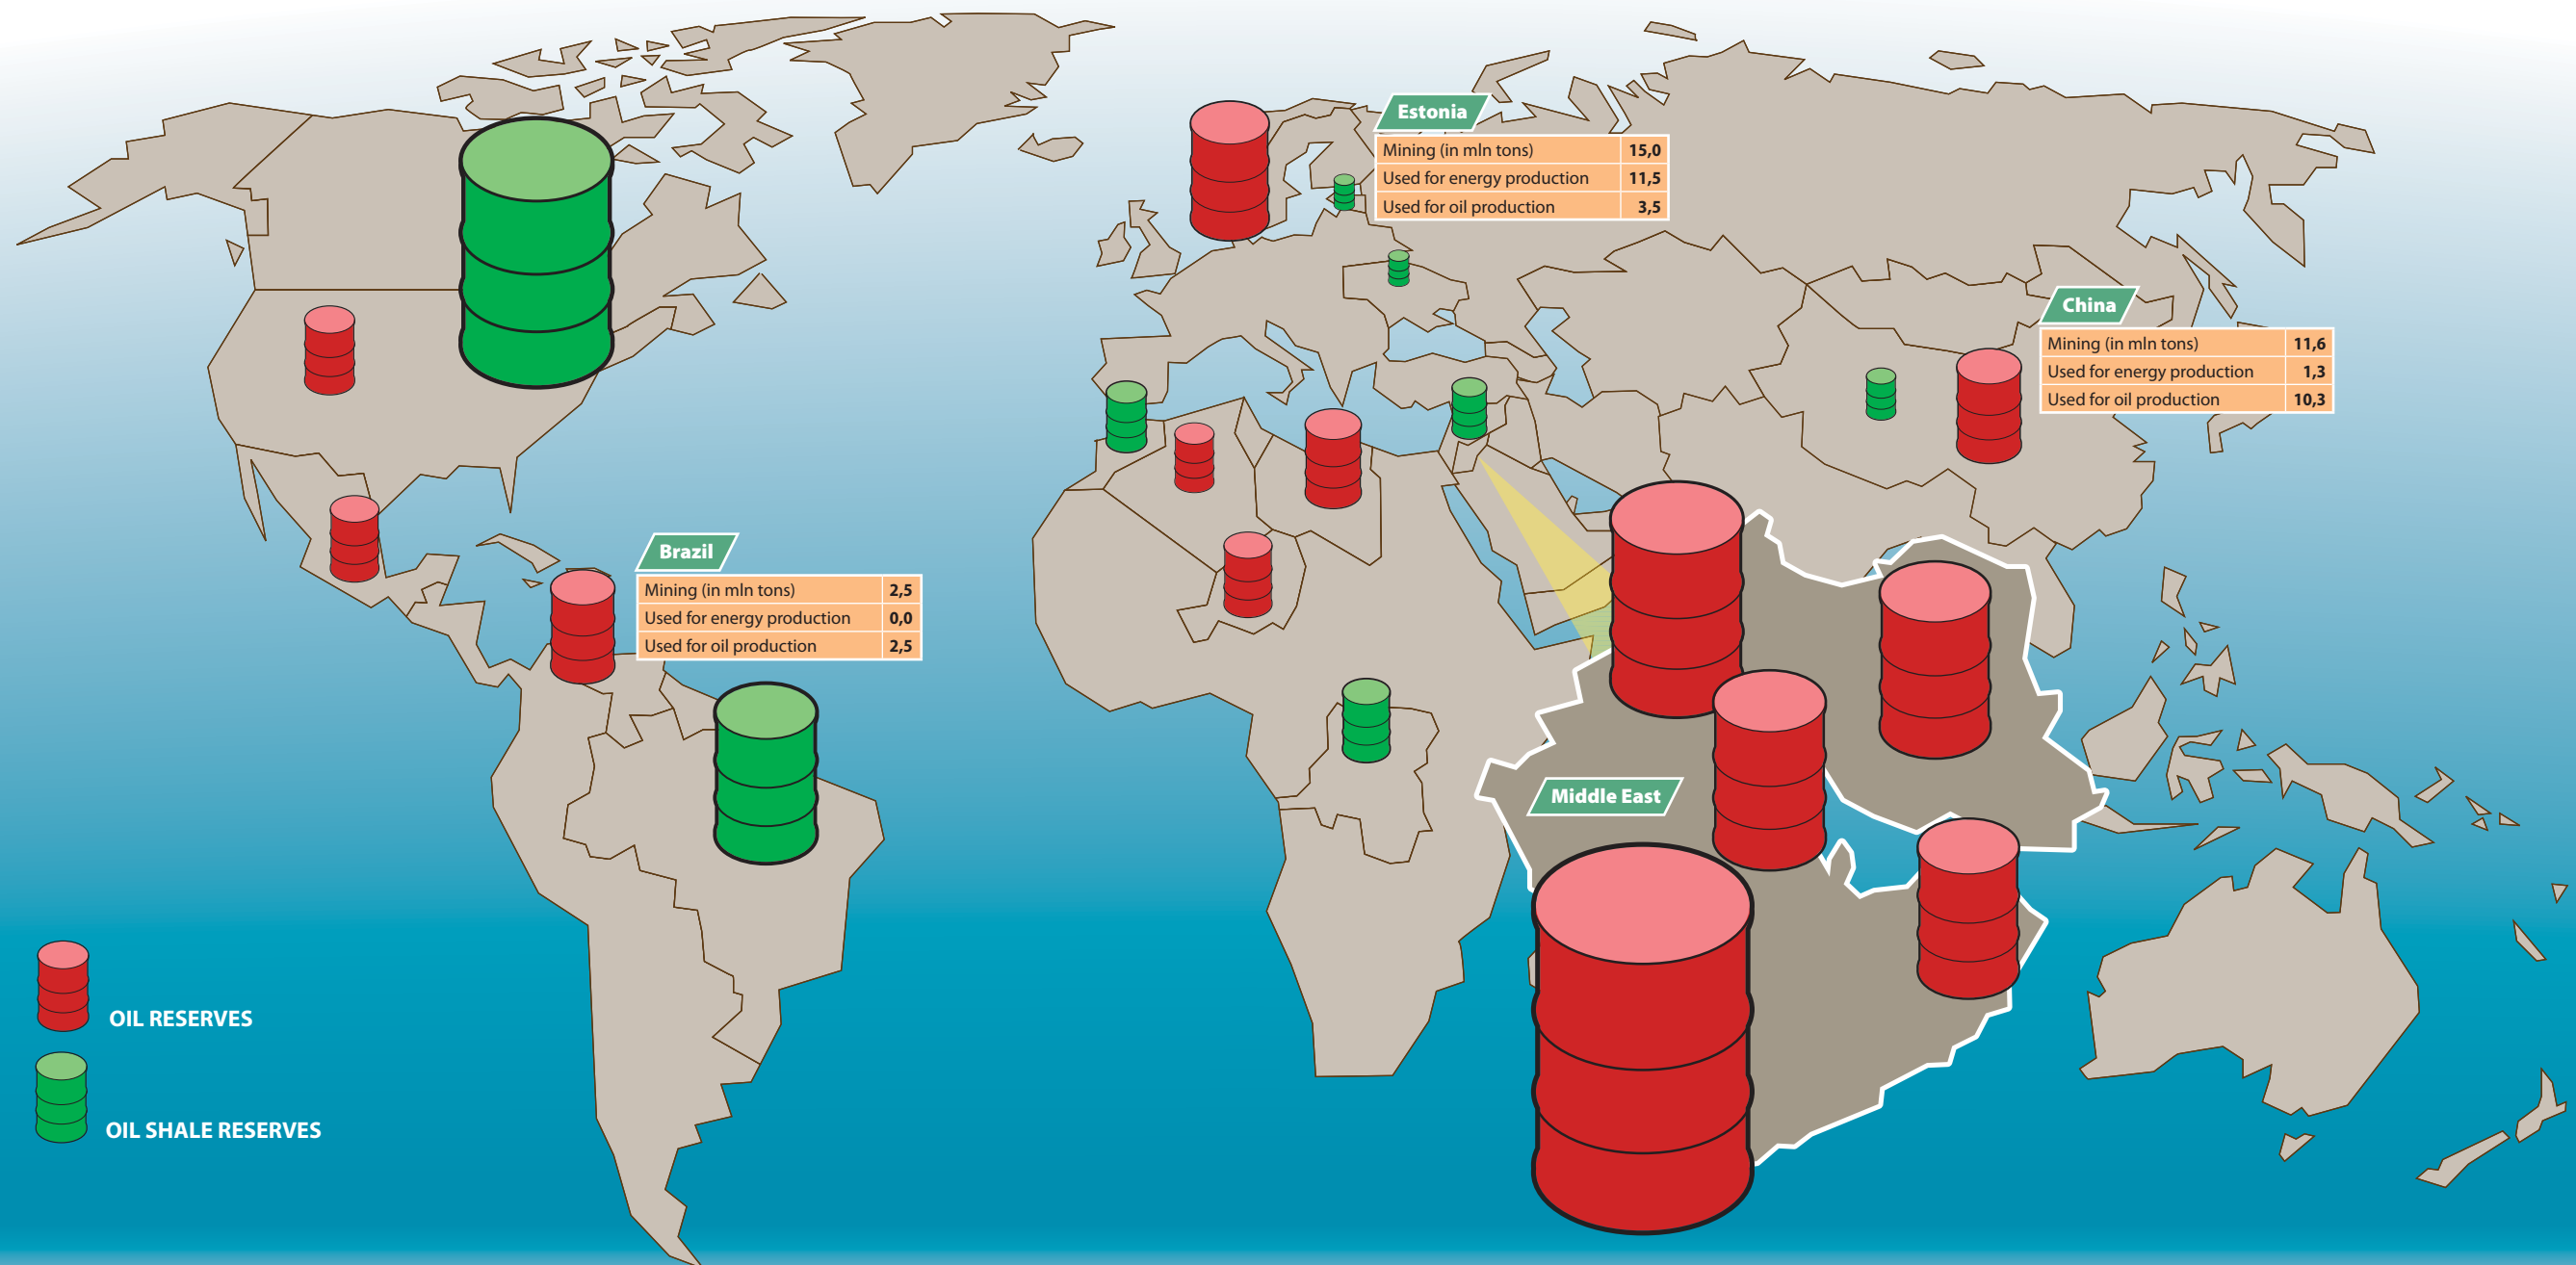 Estonia
Mining (in mln tons) 15,0
Used for energy production 11,5
Used for oil production 3,5
China
Mining (in mln tons) 11,6
Used for energy production 1,3
Used for oil production 10,3
Brazil
Mining (in mln tons) 2,5
Used for energy production 0,0
Used for oil production 2,5
Middle East
OIL RESERVES
OIL SHALE RESERVES